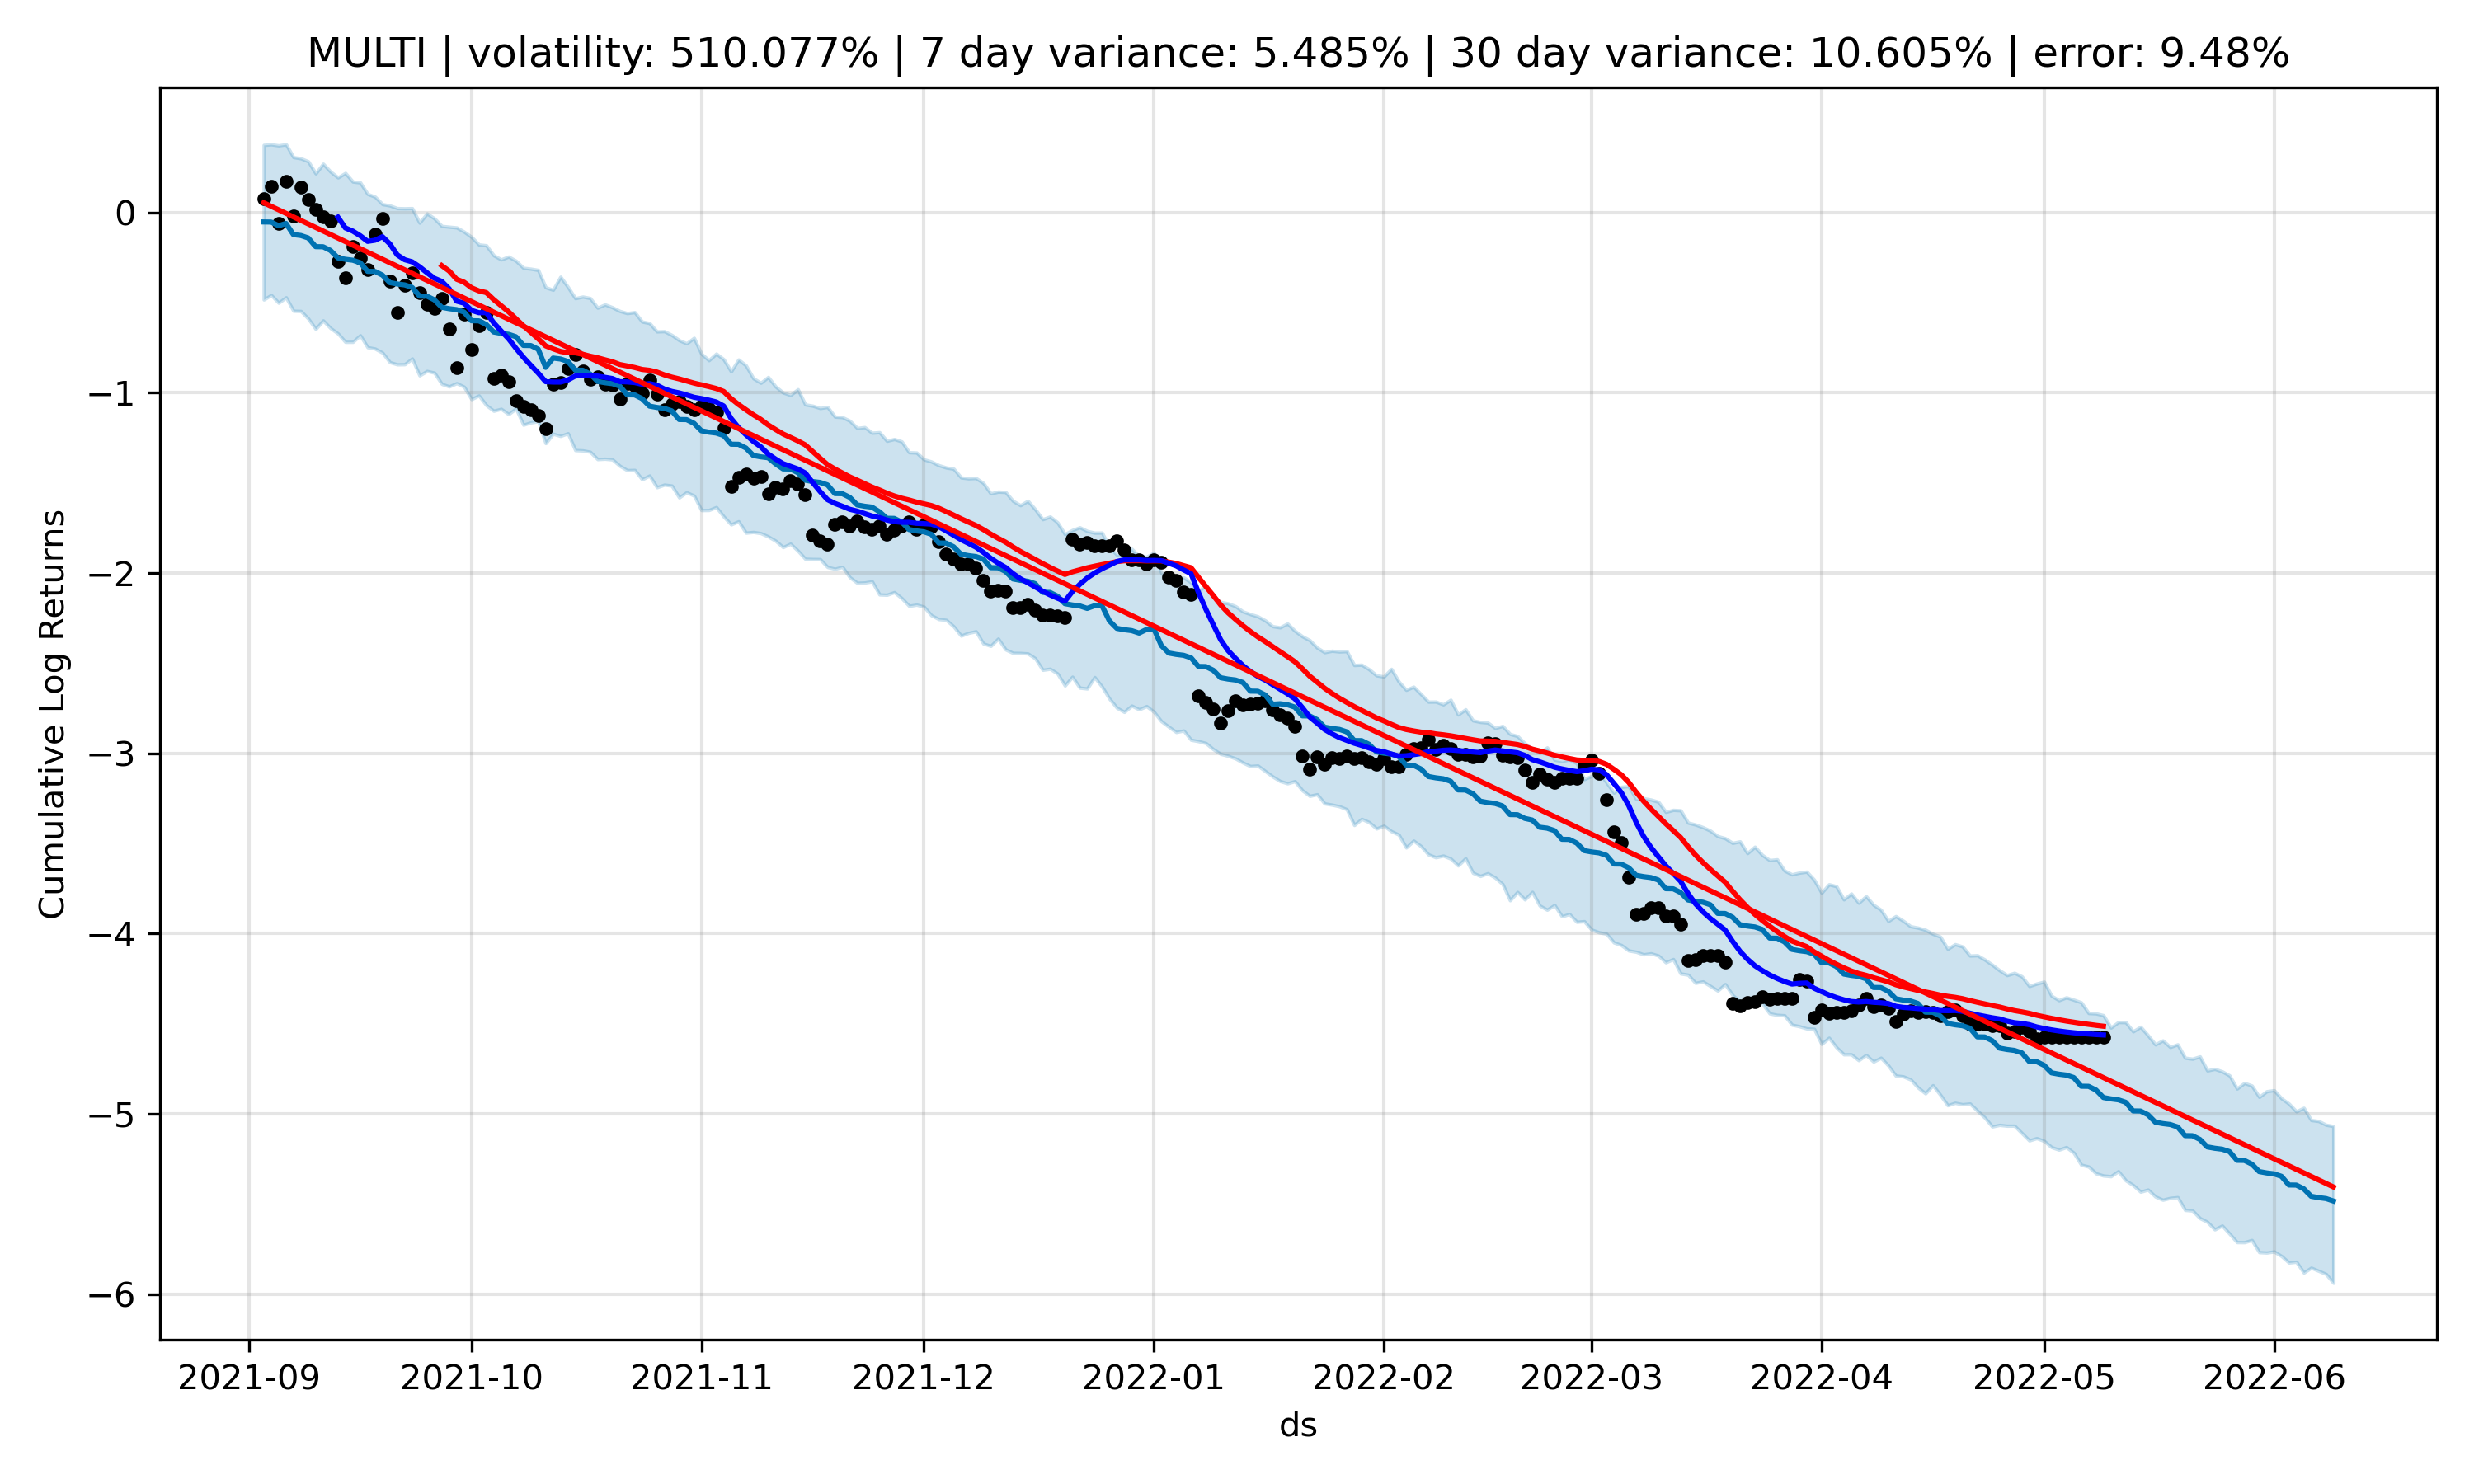 MULTI | volatility: 510.077% | 7 day variance: 5.485% | 30 day variance: 10.605% | error: 9.48%
Cumulative Log Returns
0
−1
−2
−3
−4
−5
−6
2021-09 2021-10 2021-11 2021-12 2022-01 2022-02 2022-03 2022-04 2022-05 2022-06
ds